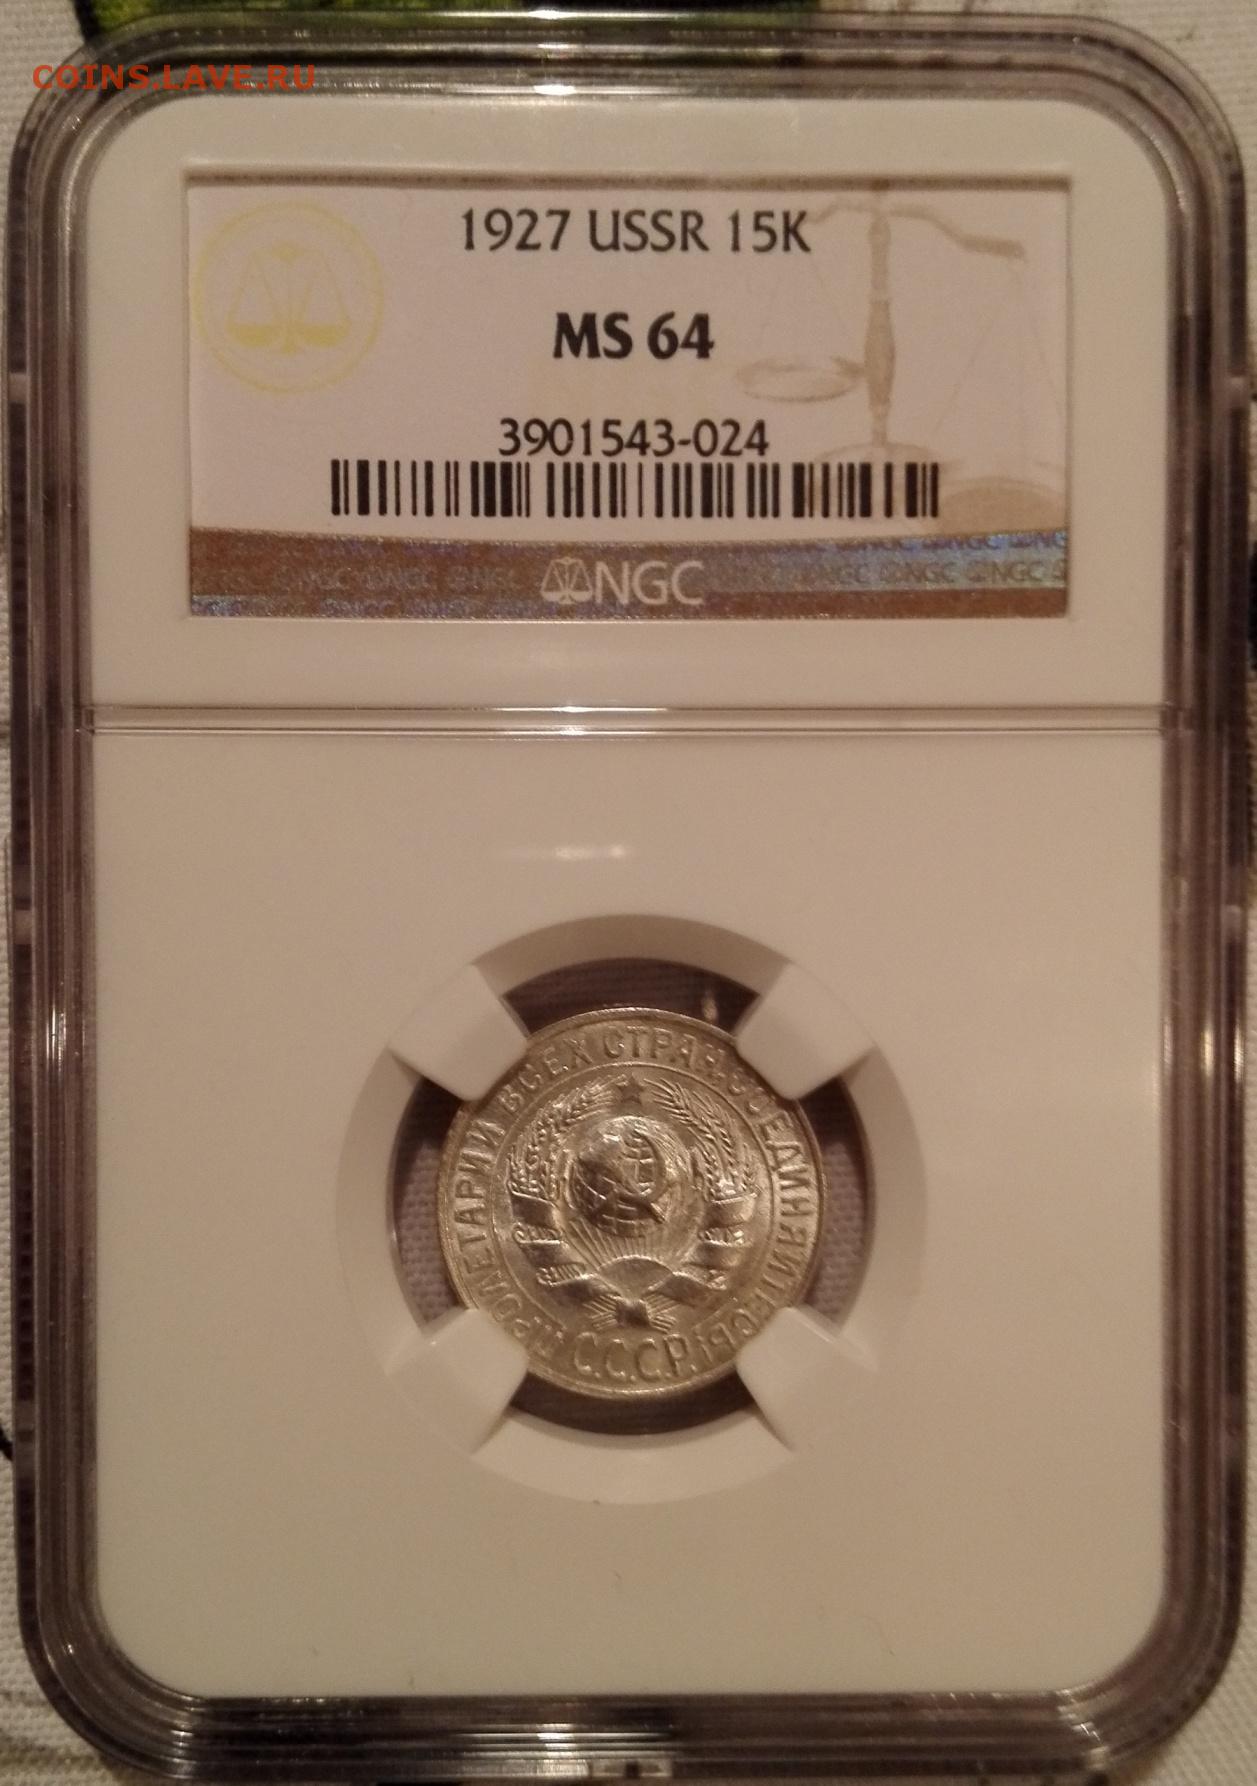 COINS.LAVE.RU
1927 USSR 15K
MS 64
3901543-024
NGC
ПРОЛЕТАРИИ ВСЕХ СТРАН, СОЕДИНЯЙТЕСЬ!
С.С.С.Р.